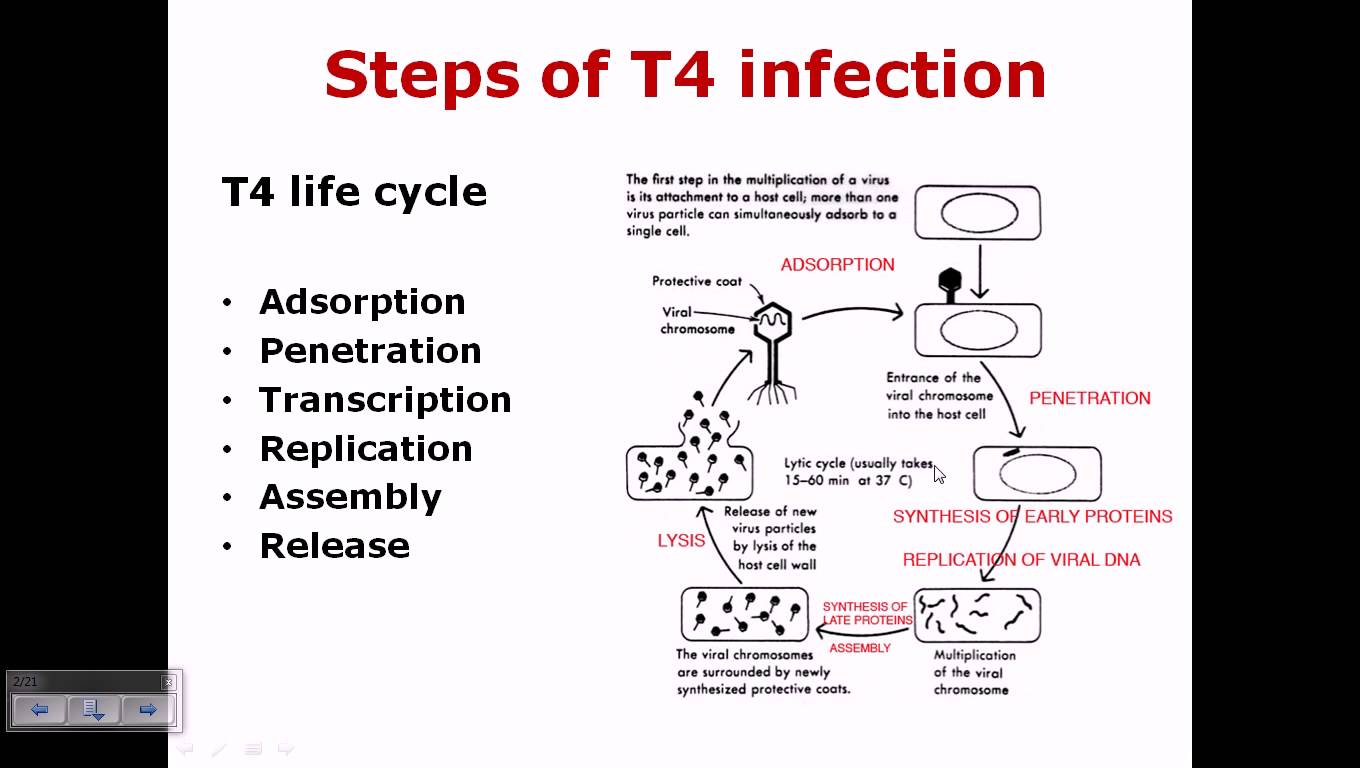 Steps of T4 infection
T4 life cycle
• Adsorption
• Penetration
• Transcription
• Replication
• Assembly
• Release
The first step in the multiplication of a virus
is its attachment to a host cell; more than one
virus particle can simultaneously adsorb to a
single cell.
ADSORPTION
Protective coat
Viral
chromosome
Entrance of the
viral chromosome
into the host cell
PENETRATION
Lytic cycle (usually takes
15–60 min at 37 C)
SYNTHESIS OF EARLY PROTEINS
REPLICATION OF VIRAL DNA
Release of new
virus particles
by lysis of the
host cell wall
LYSIS
SYNTHESIS OF
LATE PROTEINS
ASSEMBLY
The viral chromosomes
are surrounded by newly
synthesized protective coats.
Multiplication
of the viral
chromosome
2/21